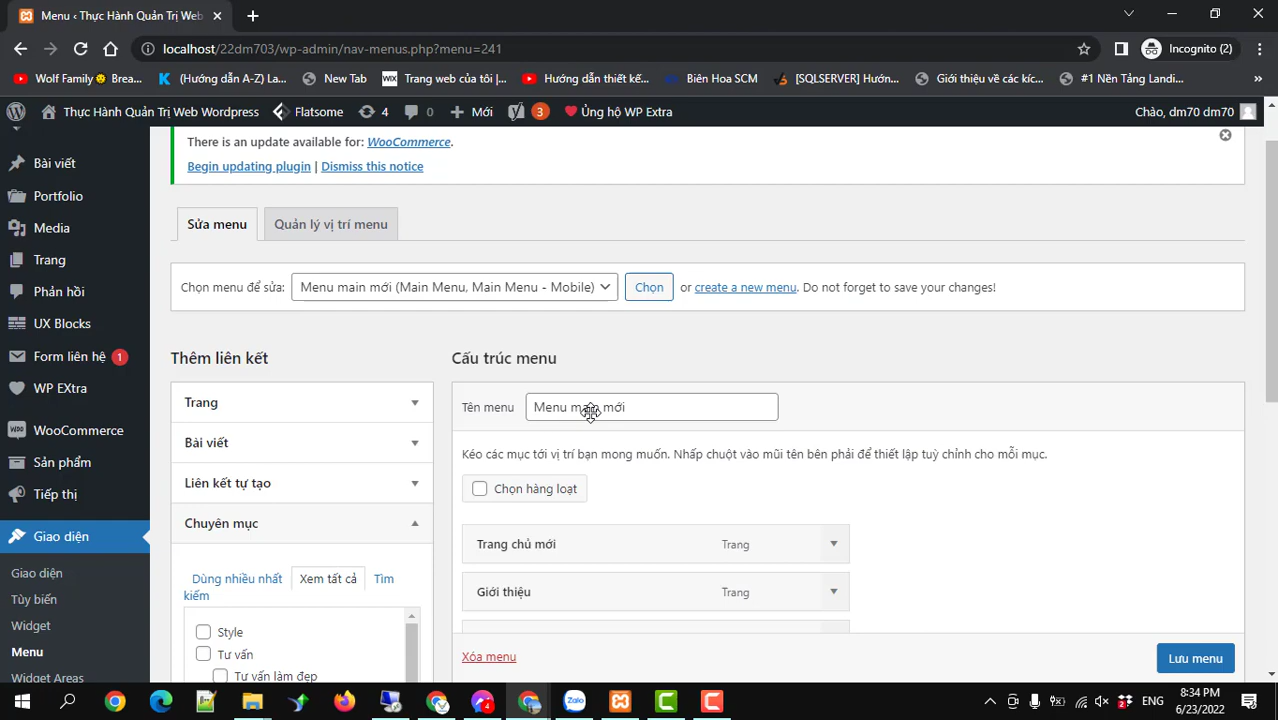 Menu ‹ Thực Hành Quản Trị Web
localhost/22dm703/wp-admin/nav-menus.php?menu=241
Incognito (2)
Wolf Family Brea...
(Hướng dẫn A-Z) La...
New Tab
WIX Trang web của tôi |...
Hướng dẫn thiết kế...
Biên Hoa SCM
[SQLSERVER] Hướn...
Giới thiệu về các kíc...
#1 Nền Tảng Landi...
»
Thực Hành Quản Trị Web Wordpress
Flatsome
4
0
Mới
3
Ủng hộ WP Extra
Chào, dm70 dm70
There is an update available for: WooCommerce.
Begin updating plugin | Dismiss this notice
Bài viết
Portfolio
Media
Trang
Phản hồi
UX Blocks
Form liên hệ 1
WP EXtra
WOO WooCommerce
Sản phẩm
Tiếp thị
Giao diện
Giao diện
Tùy biến
Widget
Menu
Widget Areas
Sửa menu
Quản lý vị trí menu
Chọn menu để sửa:
Menu main mới (Main Menu, Main Menu - Mobile)
Chọn
or create a new menu. Do not forget to save your changes!
Thêm liên kết
Trang
Bài viết
Liên kết tự tạo
Chuyên mục
Dùng nhiều nhất
Xem tất cả
Tìm
kiếm
Style
Tư vấn
Tư vấn làm đẹp
Cấu trúc menu
Tên menu
Menu main mới
Kéo các mục tới vị trí bạn mong muốn. Nhấp chuột vào mũi tên bên phải để thiết lập tuỳ chỉnh cho mỗi mục.
Chọn hàng loạt
Trang chủ mới
Trang
Giới thiệu
Trang
Xóa menu
Lưu menu
4
ENG
8:34 PM
6/23/2022